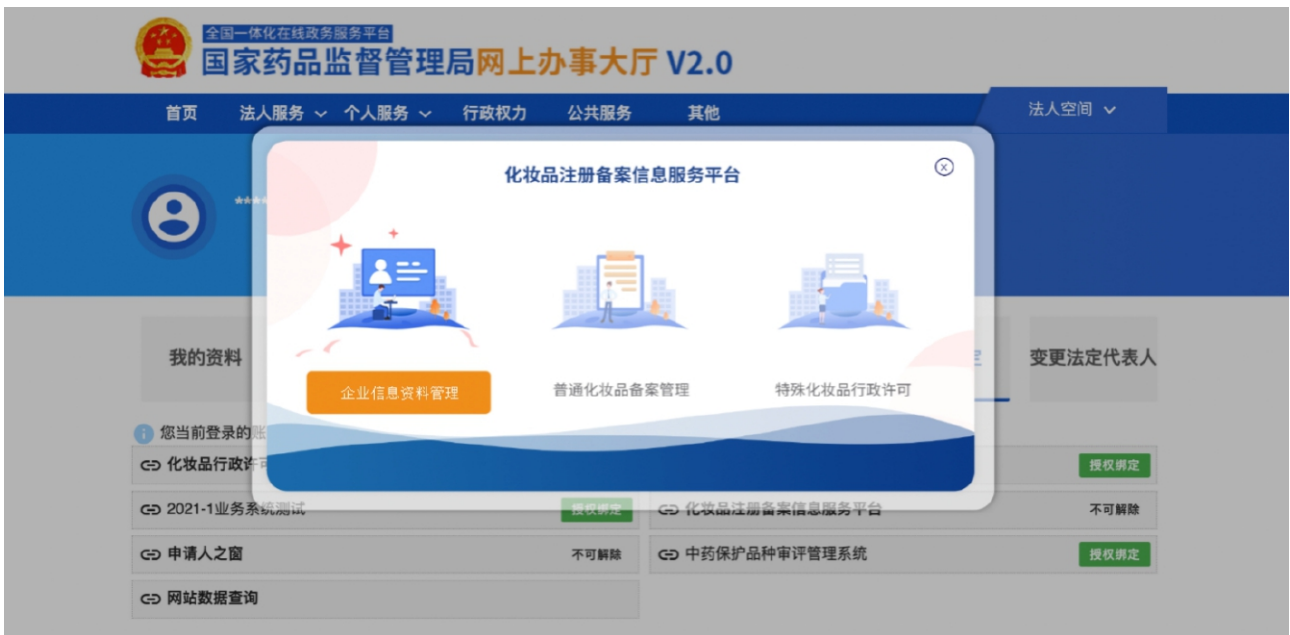 全国一体化在线政务服务平台
国家药品监督管理局网上办事大厅 V2.0
首页 法人服务 个人服务 行政权力 公共服务 其他 法人空间
化妆品注册备案信息服务平台
****
我的资料 定 变更法定代表人
企业信息资料管理 普通化妆品备案管理 特殊化妆品行政许可
您当前登录的账
化妆品行政许可 授权绑定
2021-1业务系统测试 授权绑定 化妆品注册备案信息服务平台 不可解除
申请人之窗 不可解除 中药保护品种审评管理系统 授权绑定
网站数据查询